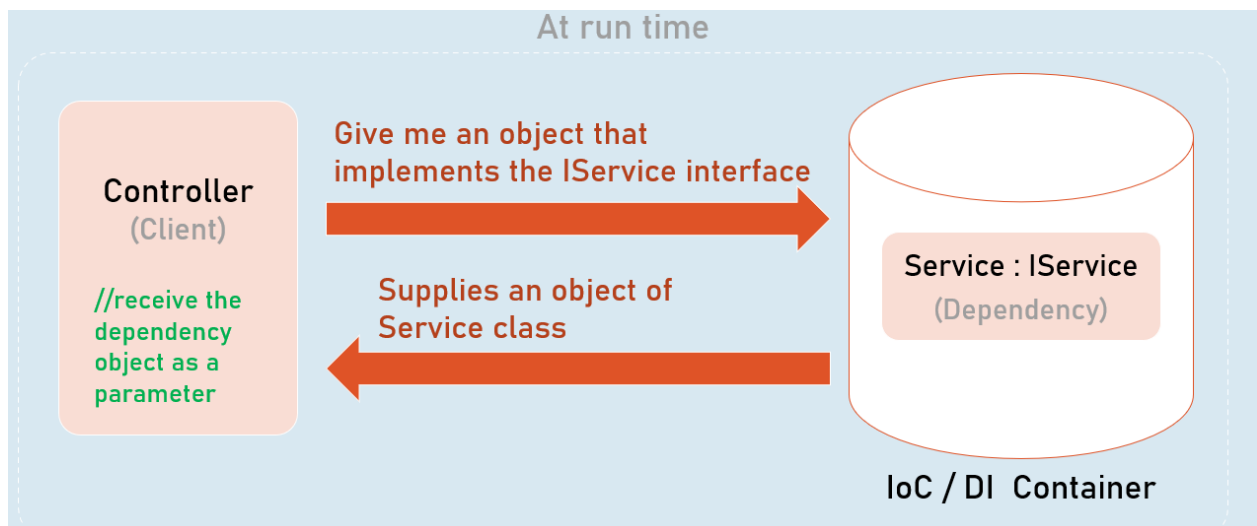 At run time
Controller
(Client)
//receive the
dependency
object as a
parameter
Give me an object that
implements the IService interface
Supplies an object of
Service class
Service : IService
(Dependency)
IoC / DI Container